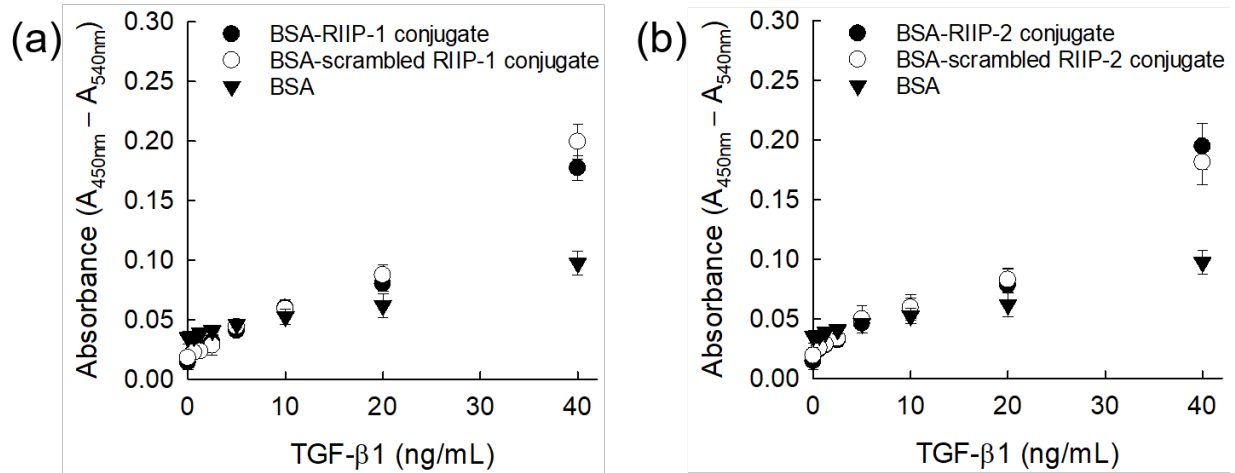 (a)
BSA-RIIP-1 conjugate
BSA-scrambled RIIP-1 conjugate
BSA
Absorbance (A450nm – A540nm)
0.30
0.25
0.20
0.15
0.10
0.05
0.00
0 10 20 30 40
TGF-β1 (ng/mL)
(b)
BSA-RIIP-2 conjugate
BSA-scrambled RIIP-2 conjugate
BSA
Absorbance (A450nm – A540nm)
0.30
0.25
0.20
0.15
0.10
0.05
0.00
0 10 20 30 40
TGF-β1 (ng/mL)